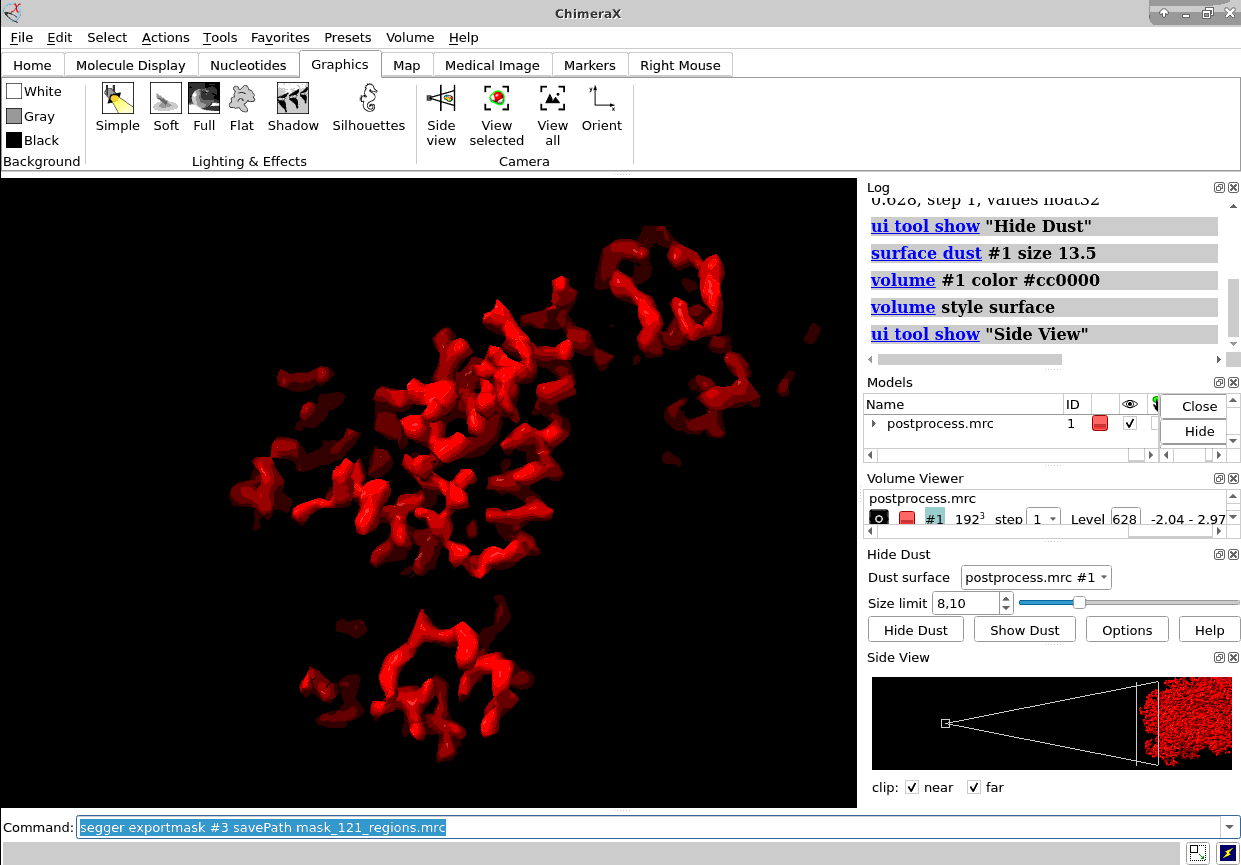 ChimeraX
File Edit Select Actions Tools Favorites Presets Volume Help
Home Molecule Display Nucleotides Graphics Map Medical Image Markers Right Mouse
White
Gray
Black
Background
Simple Soft Full Flat Shadow Silhouettes
Lighting & Effects
Side view View selected View all Orient
Camera
Log
0.628, step 1, values float32
ui tool show "Hide Dust"
surface dust #1 size 13.5
volume #1 color #cc0000
volume style surface
ui tool show "Side View"
Models
Name ID Close
postprocess.mrc 1
Hide
Volume Viewer
postprocess.mrc
#1 192³ step 1 Level 628 -2.04 - 2.97
Hide Dust
Dust surface postprocess.mrc #1
Size limit 8,10
Hide Dust Show Dust Options Help
Side View
clip: near far
Command: segger exportmask #3 savePath mask_121_regions.mrc